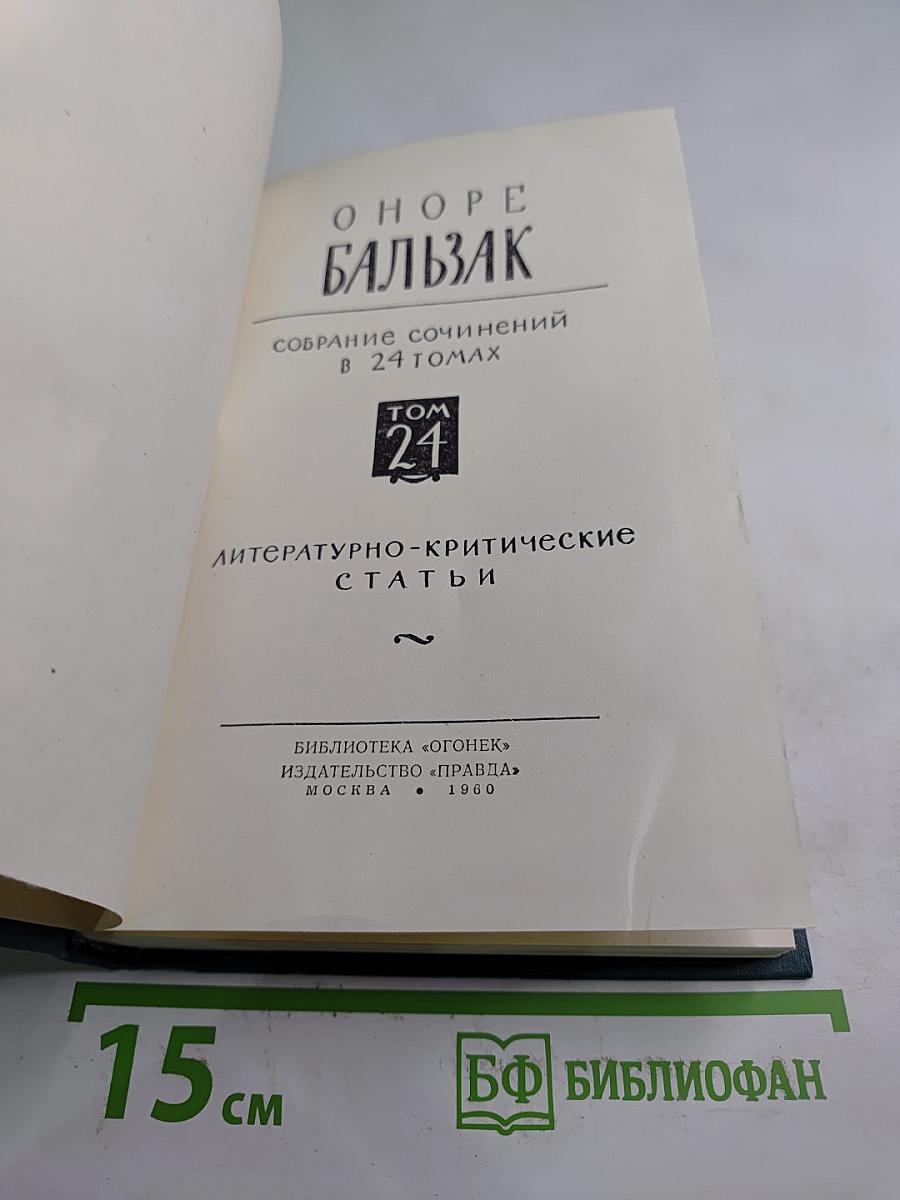 ОНОРЕ
БАЛЬЗАК
СОБРАНИЕ СОЧИНЕНИЙ
В 24 ТОМАХ
ТОМ
24
ЛИТЕРАТУРНО-КРИТИЧЕСКИЕ
СТАТЬИ
БИБЛИОТЕКА «ОГОНЕК»
ИЗДАТЕЛЬСТВО «ПРАВДА»
МОСКВА • 1960
15 см
БФ БИБЛИОФАН